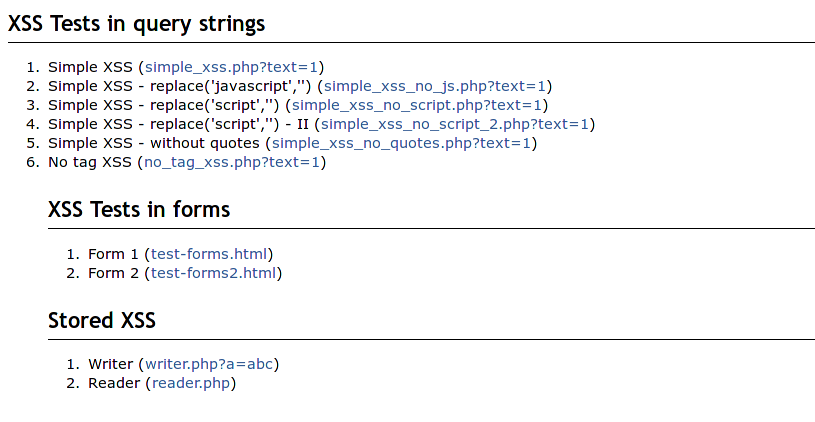 XSS Tests in query strings
1. Simple XSS (simple_xss.php?text=1)
2. Simple XSS - replace('javascript','') (simple_xss_no_js.php?text=1)
3. Simple XSS - replace('script','') (simple_xss_no_script.php?text=1)
4. Simple XSS - replace('script','') - II (simple_xss_no_script_2.php?text=1)
5. Simple XSS - without quotes (simple_xss_no_quotes.php?text=1)
6. No tag XSS (no_tag_xss.php?text=1)
XSS Tests in forms
1. Form 1 (test-forms.html)
2. Form 2 (test-forms2.html)
Stored XSS
1. Writer (writer.php?a=abc)
2. Reader (reader.php)